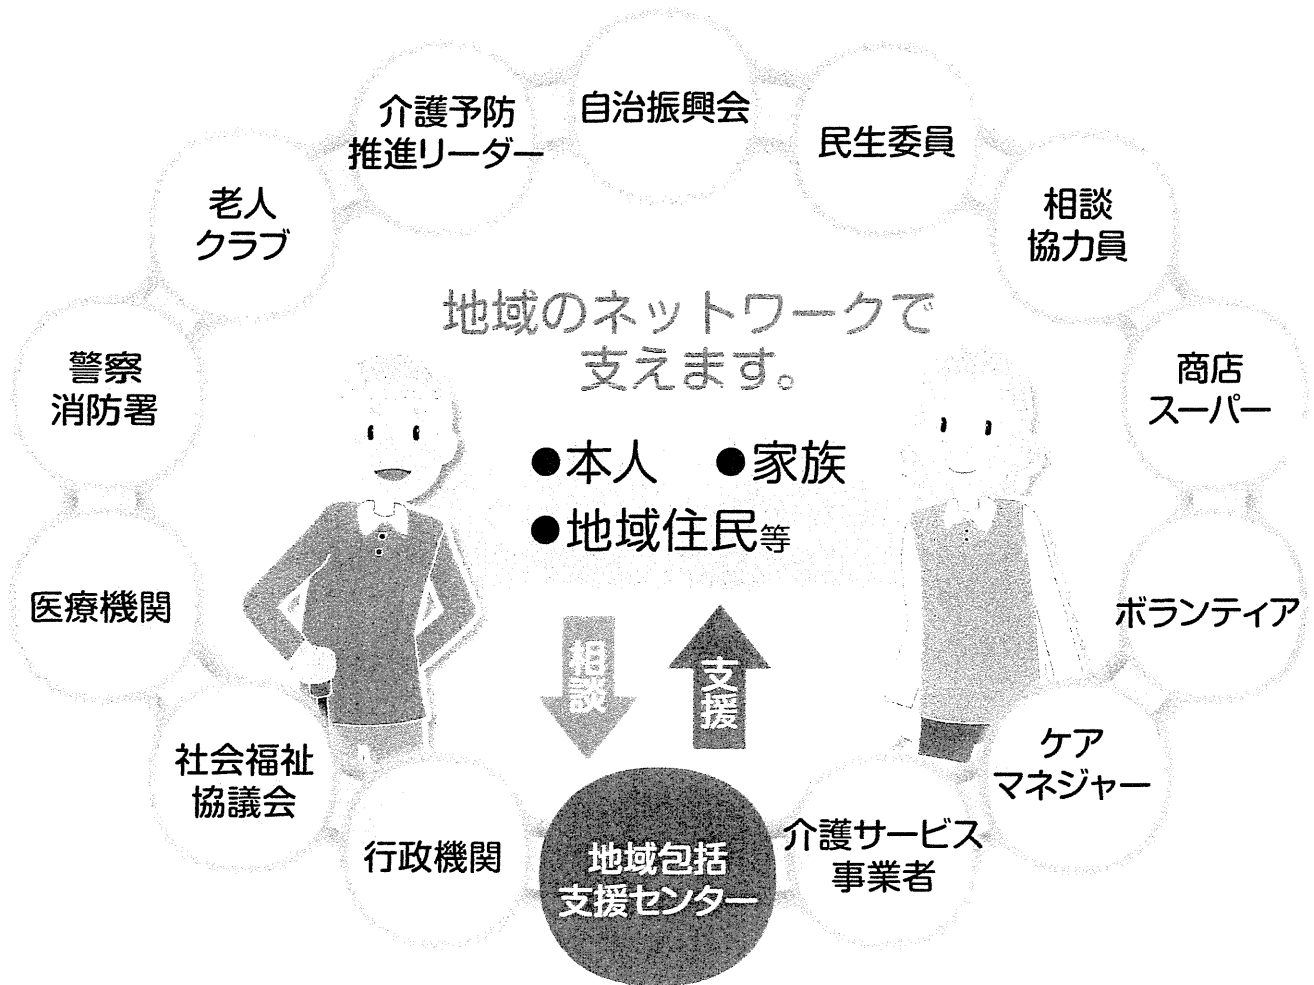 自治振興会
介護予防
推進リーダー
民生委員
老人
クラブ
相談
協力員
地域のネットワークで
支えます。
警察
消防署
商店
スーパー
●本人 ●家族
●地域住民等
医療機関
ボランティア
相談
支援
社会福祉
協議会
ケア
マネジャー
行政機関
地域包括
支援センター
介護サービス
事業者